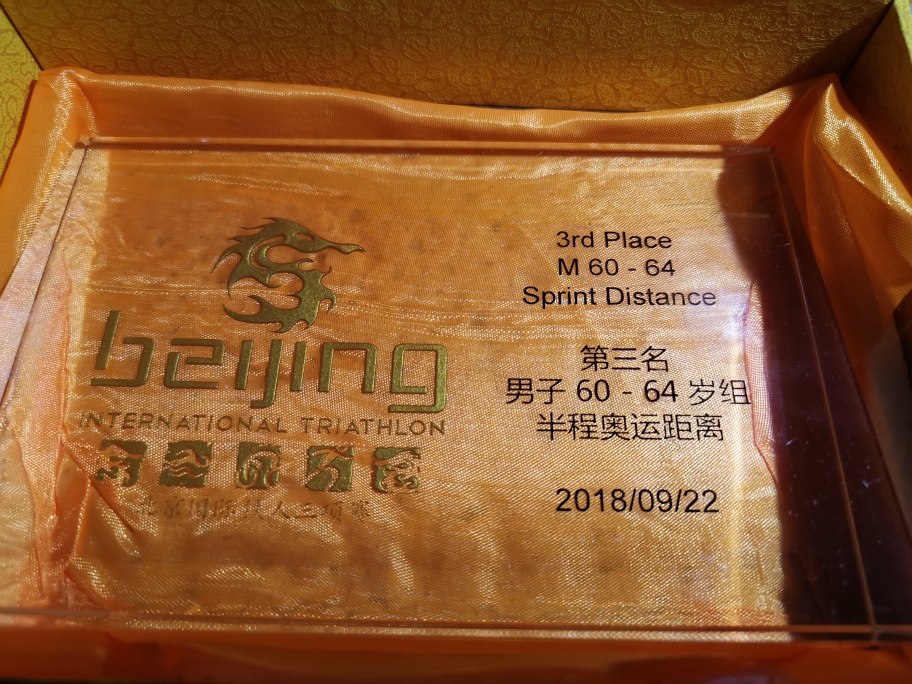 beijing
INTERNATIONAL TRIATHLON
北京国际铁人三项赛
3rd Place
M 60 - 64
Sprint Distance
第三名
男子 60 - 64 岁组
半程奥运距离
2018/09/22